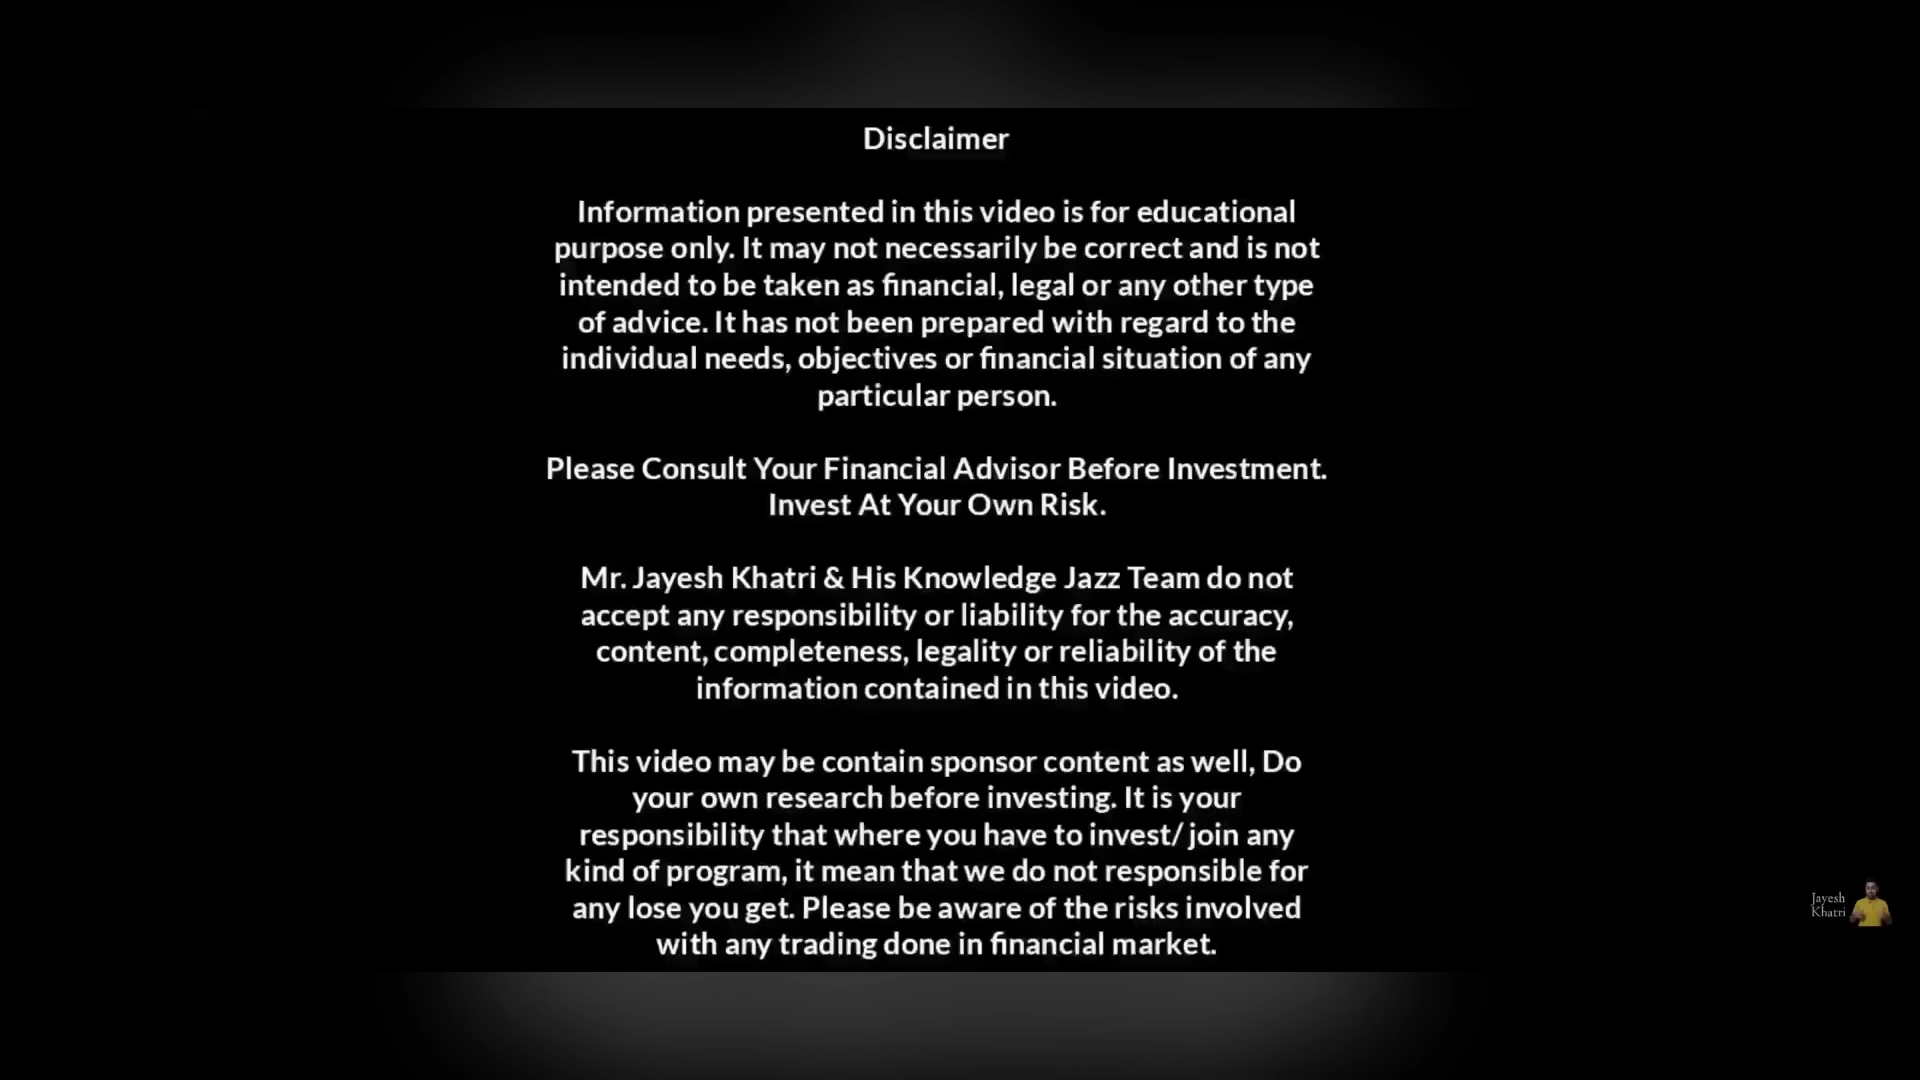 Disclaimer
Information presented in this video is for educational
purpose only. It may not necessarily be correct and is not
intended to be taken as financial, legal or any other type
of advice. It has not been prepared with regard to the
individual needs, objectives or financial situation of any
particular person.
Please Consult Your Financial Advisor Before Investment.
Invest At Your Own Risk.
Mr. Jayesh Khatri & His Knowledge Jazz Team do not
accept any responsibility or liability for the accuracy,
content, completeness, legality or reliability of the
information contained in this video.
This video may be contain sponsor content as well, Do
your own research before investing. It is your
responsibility that where you have to invest/ join any
kind of program, it mean that we do not responsible for
any lose you get. Please be aware of the risks involved
with any trading done in financial market.
Jayesh
Khatri